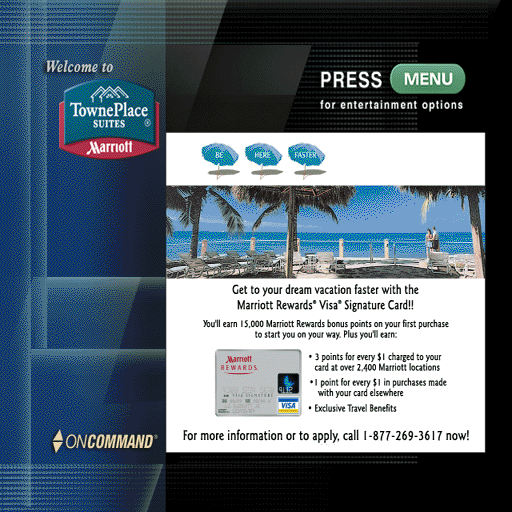 Welcome to
TownePlace
SUITES
®
Marriott
PRESS MENU
for entertainment options
BE HERE FASTER
Get to your dream vacation faster with the
Marriott Rewards® Visa® Signature Card!!
You'll earn 15,000 Marriott Rewards bonus points on your first purchase
to start you on your way. Plus you'll earn:
Marriott
REWARDS.
VISA SIGNATURE
VISA
• 3 points for every $1 charged to your
card at over 2,400 Marriott locations
• 1 point for every $1 in purchases made
with your card elsewhere
• Exclusive Travel Benefits
ONCOMMAND®
For more information or to apply, call 1-877-269-3617 now!